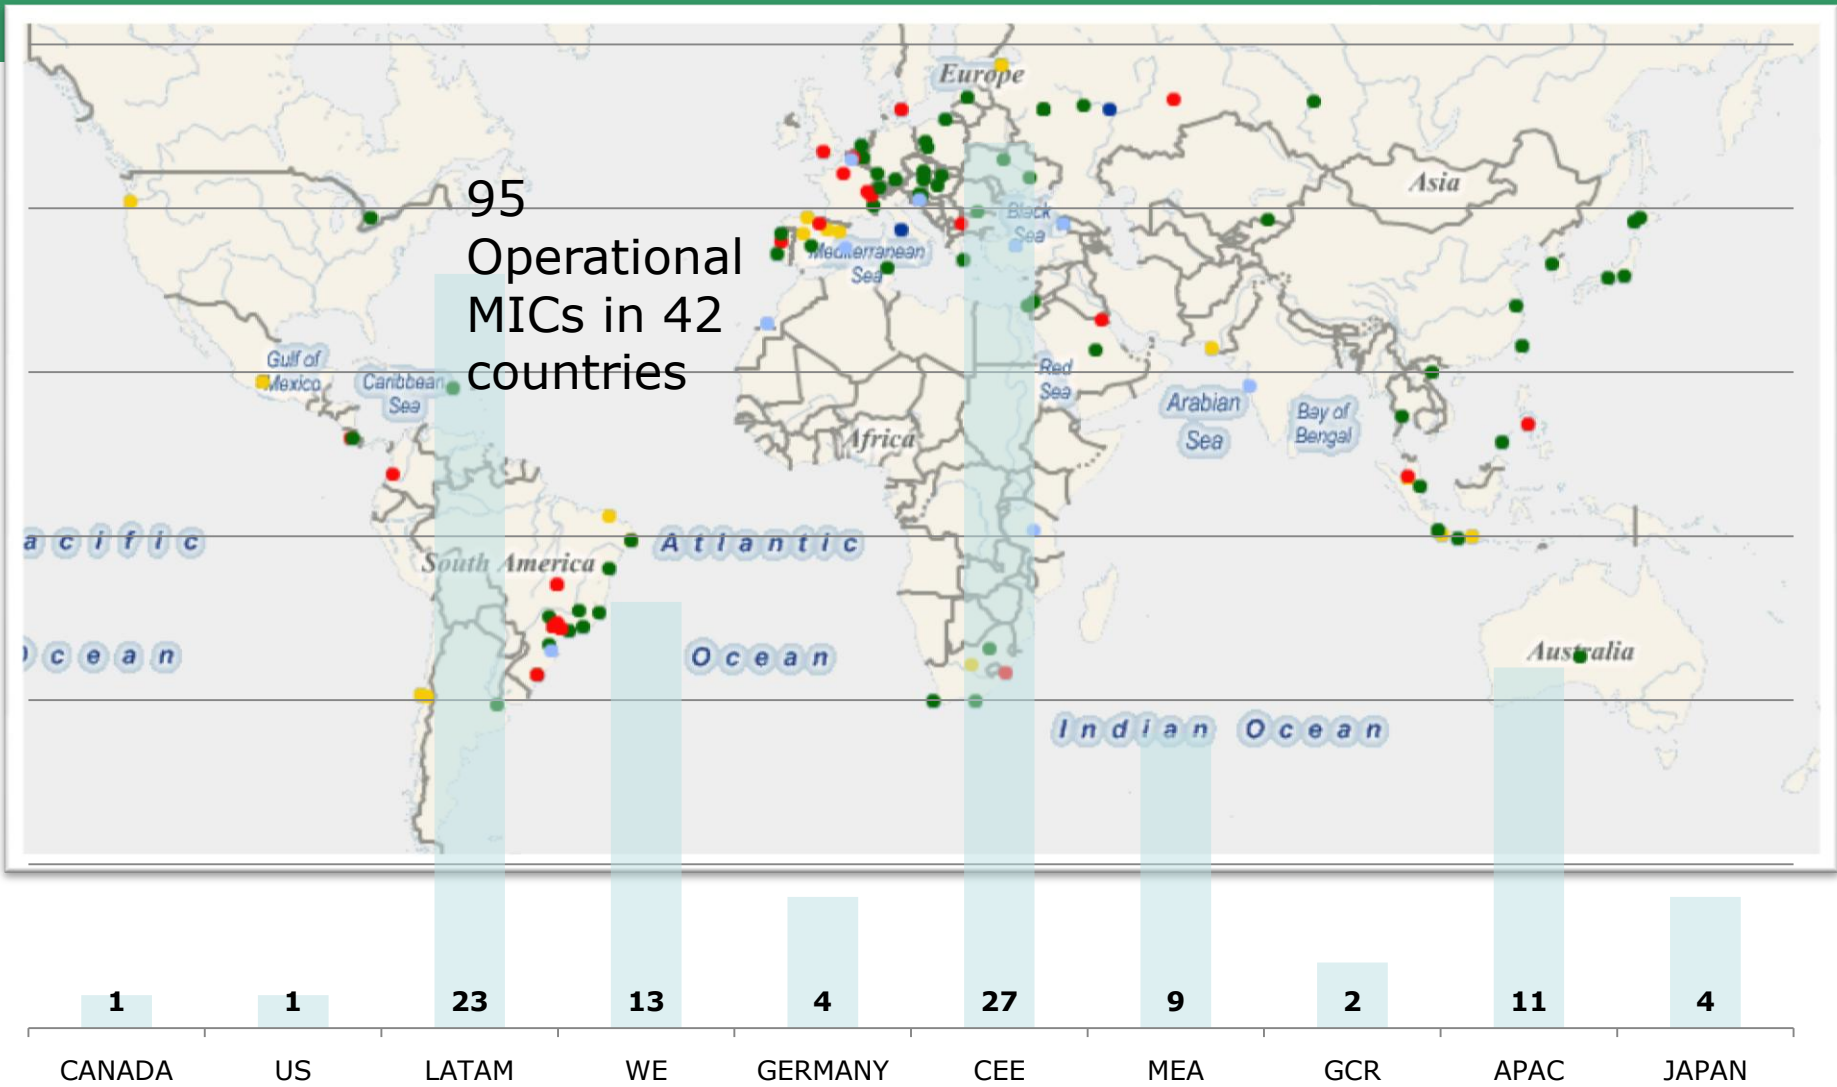 Europe
Asia
95
Operational
MICs in 42
countries
Black
Sea
Mediterranean
Sea
Gulf of
Mexico
Caribbean
Sea
Red
Sea
Arabian
Sea
Bay of
Bengal
Africa
acific
Atlantic
South America
Ocean
Ocean
Australia
Indian Ocean
1 1 23 13 4 27 9 2 11 4
CANADA US LATAM WE GERMANY CEE MEA GCR APAC JAPAN